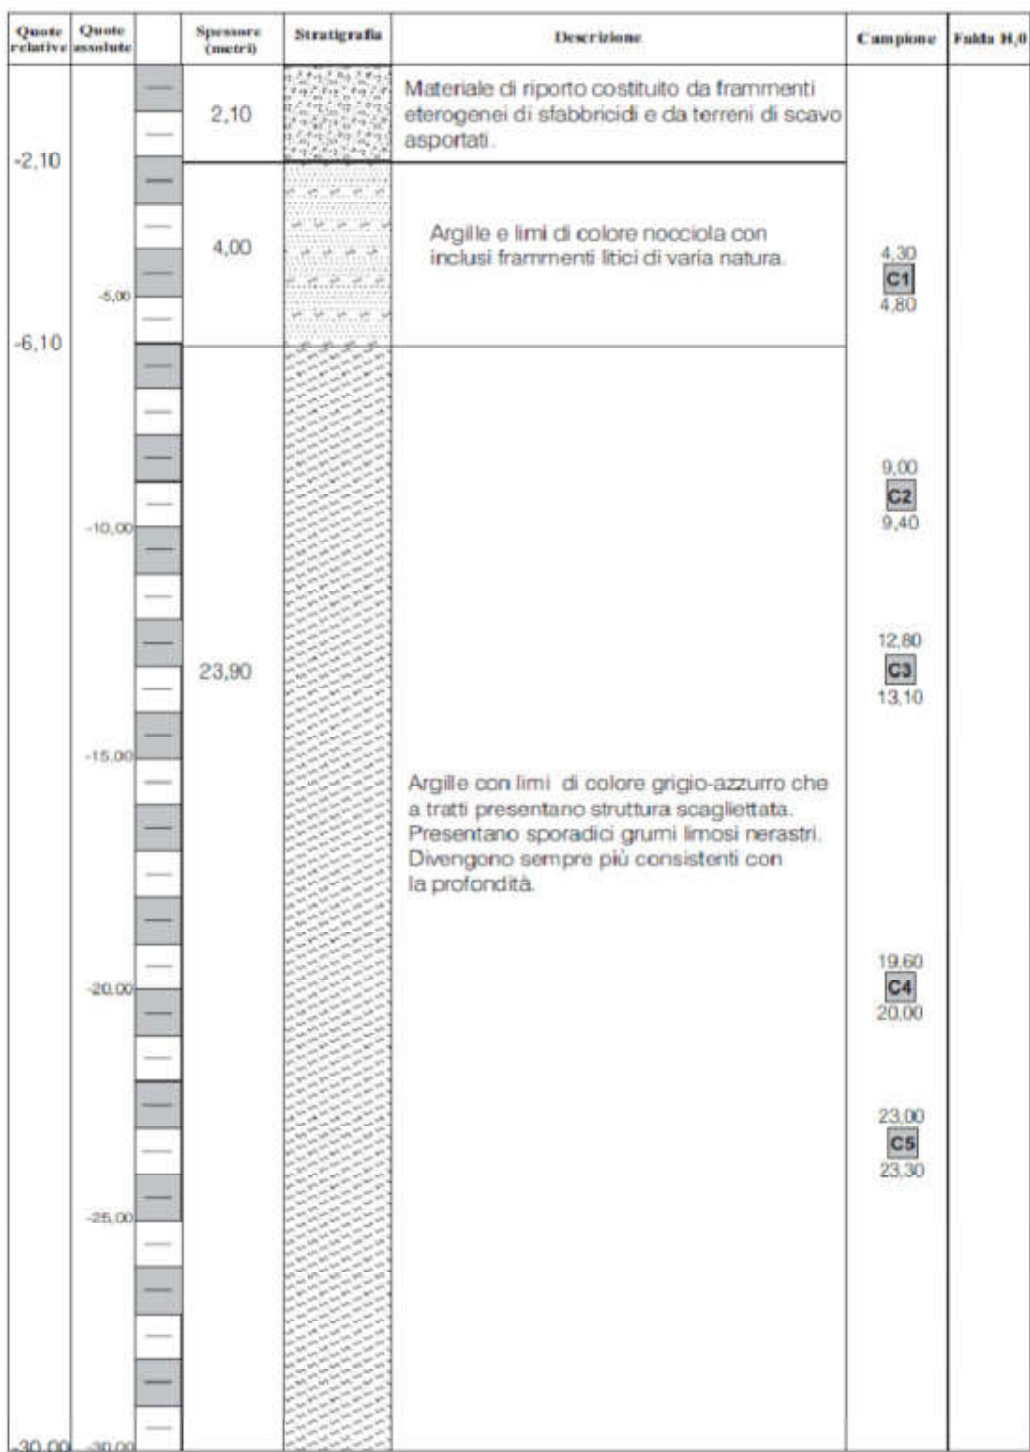 Quote relative
Quote assolute
Spessore (metri)
Stratigrafia
Descrizione
Campione
Falda H,0
2,10
Materiale di riporto costituito da frammenti
eterogenei di sfabbricidi e da terreni di scavo
asportati.
-2,10
4,00
Argille e limi di colore nocciola con
inclusi frammenti litici di varia natura.
4,30
C1
4,80
-5,00
-6,10
9,00
C2
9,40
-10,00
12,80
C3
13,10
23,90
-15,00
Argille con limi di colore grigio-azzurro che
a tratti presentano struttura scagliettata.
Presentano sporadici grumi limosi nerastri.
Divengono sempre più consistenti con
la profondità.
19,60
C4
20,00
-20,00
23,00
C5
23,30
-25,00
-30,00
-30,00